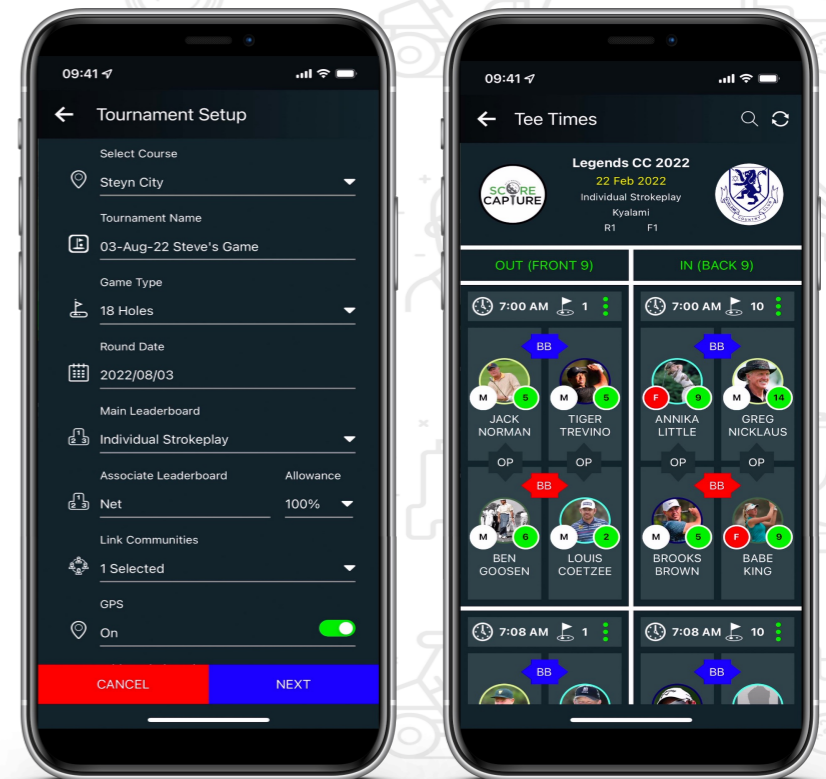 09:41
Tournament Setup
Select Course
Steyn City
Tournament Name
03-Aug-22 Steve's Game
Game Type
18 Holes
Round Date
2022/08/03
Main Leaderboard
Individual Strokeplay
Associate Leaderboard Allowance
Net 100%
Link Communities
1 Selected
GPS
On
CANCEL NEXT
09:41
Tee Times
SCORE
CAPTURE
Legends CC 2022
22 Feb 2022
Individual Strokeplay
Kyalami
R1 F1
OUT (FRONT 9) IN (BACK 9)
7:00 AM 1 7:00 AM 10
BB BB
M 5 M 5 F 9 M 14
JACK NORMAN
TIGER TREVINO
ANNIKA LITTLE
GREG NICKLAUS
OP OP OP OP
BB BB
M 6 M 2 M 5 F 9
BEN GOOSEN
LOUIS COETZEE
BROOKS BROWN
BABE KING
7:08 AM 1 7:08 AM 10
BB BB